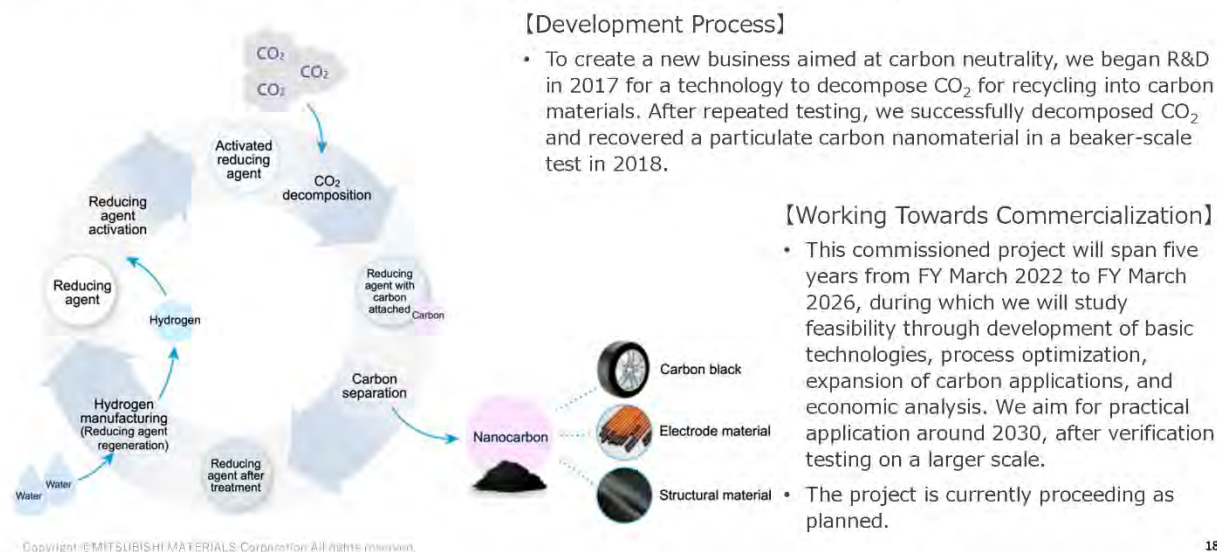 【Development Process】
• To create a new business aimed at carbon neutrality, we began R&D
in 2017 for a technology to decompose CO₂ for recycling into carbon
materials. After repeated testing, we successfully decomposed CO₂
and recovered a particulate carbon nanomaterial in a beaker-scale
test in 2018.
CO₂
CO₂
CO₂
Activated
reducing
agent
CO₂
decomposition
Reducing
agent
activation
Reducing
agent
Hydrogen
Reducing
agent with
carbon
attached
Carbon
Hydrogen
manufacturing
(Reducing agent
regeneration)
Water
Water
Reducing
agent after
treatment
Carbon
separation
Nanocarbon
Carbon black
Electrode material
Structural material
【Working Towards Commercialization】
• This commissioned project will span five
years from FY March 2022 to FY March
2026, during which we will study
feasibility through development of basic
technologies, process optimization,
expansion of carbon applications, and
economic analysis. We aim for practical
application around 2030, after verification
testing on a larger scale.
• The project is currently proceeding as
planned.
Copyright ©MITSUBISHI MATERIALS Corporation All rights reserved.
18